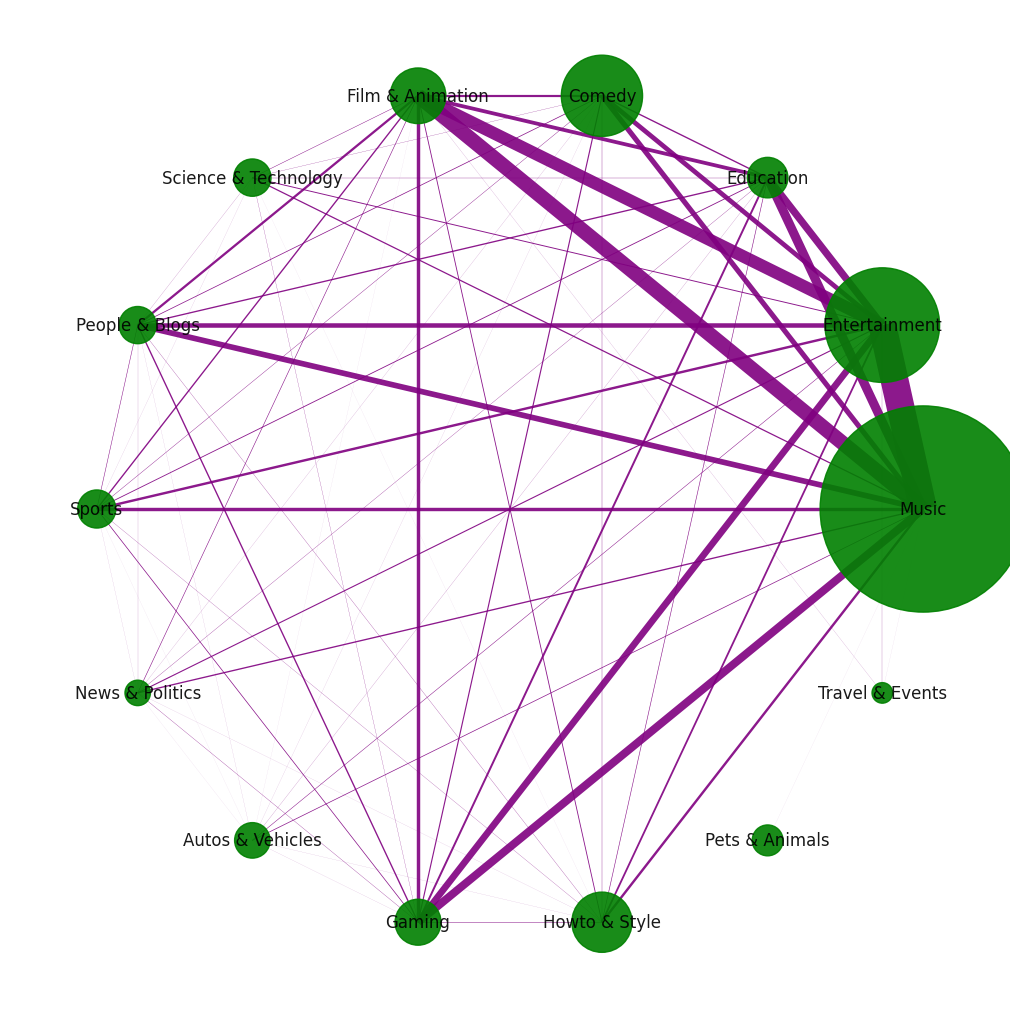 Film & Animation
Comedy
Science & Technology
Education
People & Blogs
Entertainment
Sports
Music
News & Politics
Travel & Events
Autos & Vehicles
Pets & Animals
Gaming
Howto & Style